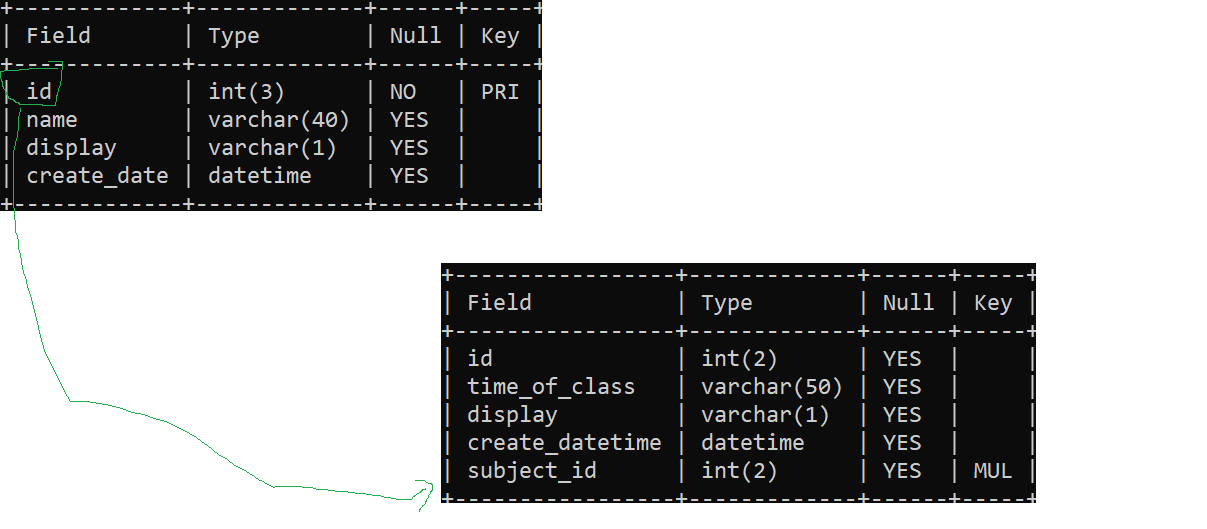 +-------------+-------------+------+-----+
| Field       | Type        | Null | Key |
+-------------+-------------+------+-----+
| id          | int(3)      | NO   | PRI |
| name        | varchar(40) | YES  |     |
| display     | varchar(1)  | YES  |     |
| create_date | datetime    | YES  |     |
+-------------+-------------+------+-----+
+-----------------+-------------+------+-----+
| Field           | Type        | Null | Key |
+-----------------+-------------+------+-----+
| id              | int(2)      | YES  |     |
| time_of_class   | varchar(50) | YES  |     |
| display         | varchar(1)  | YES  |     |
| create_datetime | datetime    | YES  |     |
| subject_id      | int(2)      | YES  | MUL |
+-----------------+-------------+------+-----+